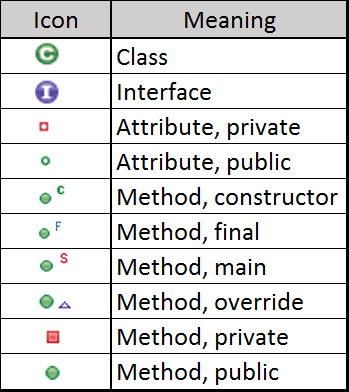 Icon Meaning
C Class
I Interface
Attribute, private
Attribute, public
C Method, constructor
F Method, final
S Method, main
Method, override
Method, private
Method, public